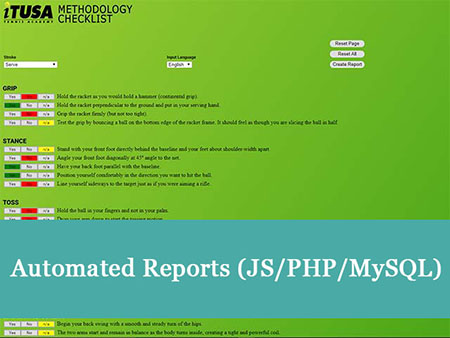 iTUSA METHODOLOGY
TENNIS ACADEMY CHECKLIST
Reset Page
Reset All
Create Report
Stroke Input Language
Serve English
GRIP
Yes No n/a Hold the racket as you would hold a hammer (continental grip).
Yes No n/a Hold the racket perpendicular to the ground and put in your serving hand.
Yes No n/a Grip the racket firmly (but not too tight).
Yes No n/a Test the grip by bouncing a ball on the bottom edge of the racket frame. It should feel as though you are slicing the ball in half
STANCE
Yes No n/a Stand with your front foot directly behind the baseline and your feet about shoulder-width apart
Yes No n/a Angle your front foot diagonally at 45° angle to the net.
Yes No n/a Have your back foot parallel with the baseline.
Yes No n/a Position yourself comfortably in the direction you want to hit the ball.
Yes No n/a Line yourself sideways to the target just as if you were aiming a rifle.
TOSS
Yes No n/a Hold the ball in your fingers and not in your palm.
Automated Reports (JS/PHP/MySQL)
Yes No n/a Begin your back swing with a smooth and steady turn of the hips.
Yes No n/a The two arms start and remain in balance as the body turns inside, creating a tight and powerful coil.